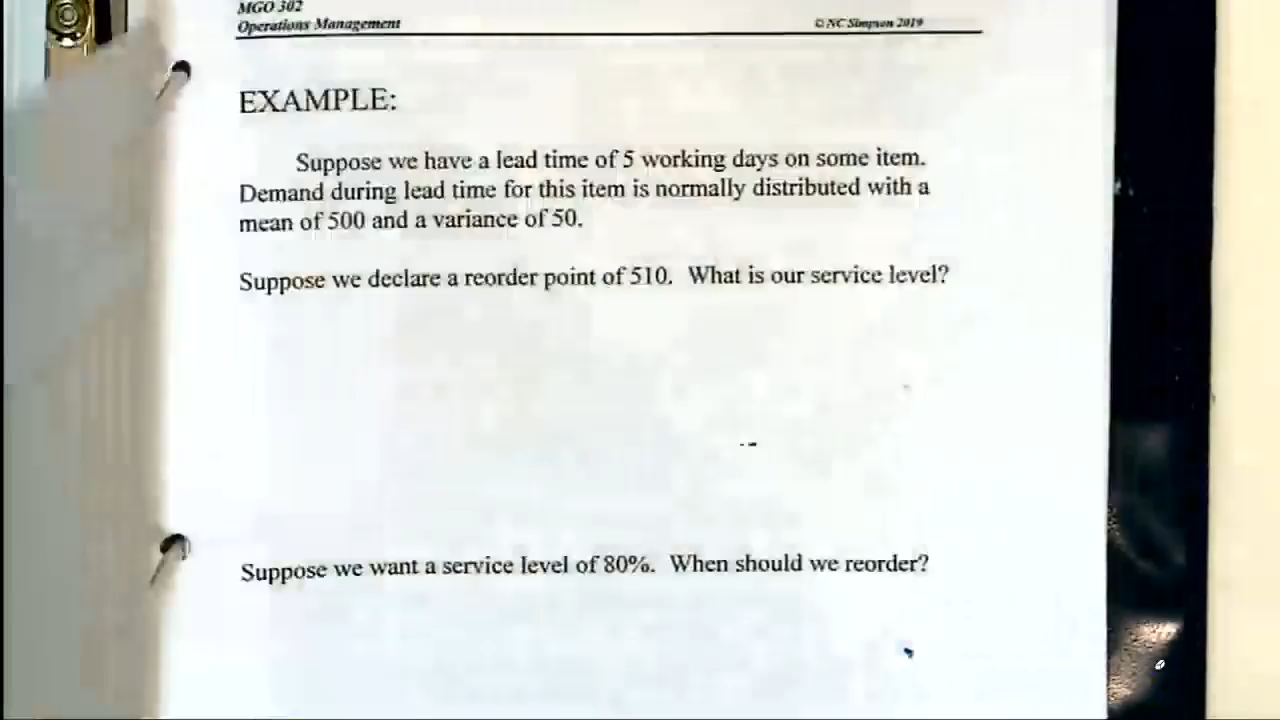 MGO 302
Operations Management © NC Simpson 2019
EXAMPLE:
Suppose we have a lead time of 5 working days on some item.
Demand during lead time for this item is normally distributed with a
mean of 500 and a variance of 50.
Suppose we declare a reorder point of 510. What is our service level?
Suppose we want a service level of 80%. When should we reorder?